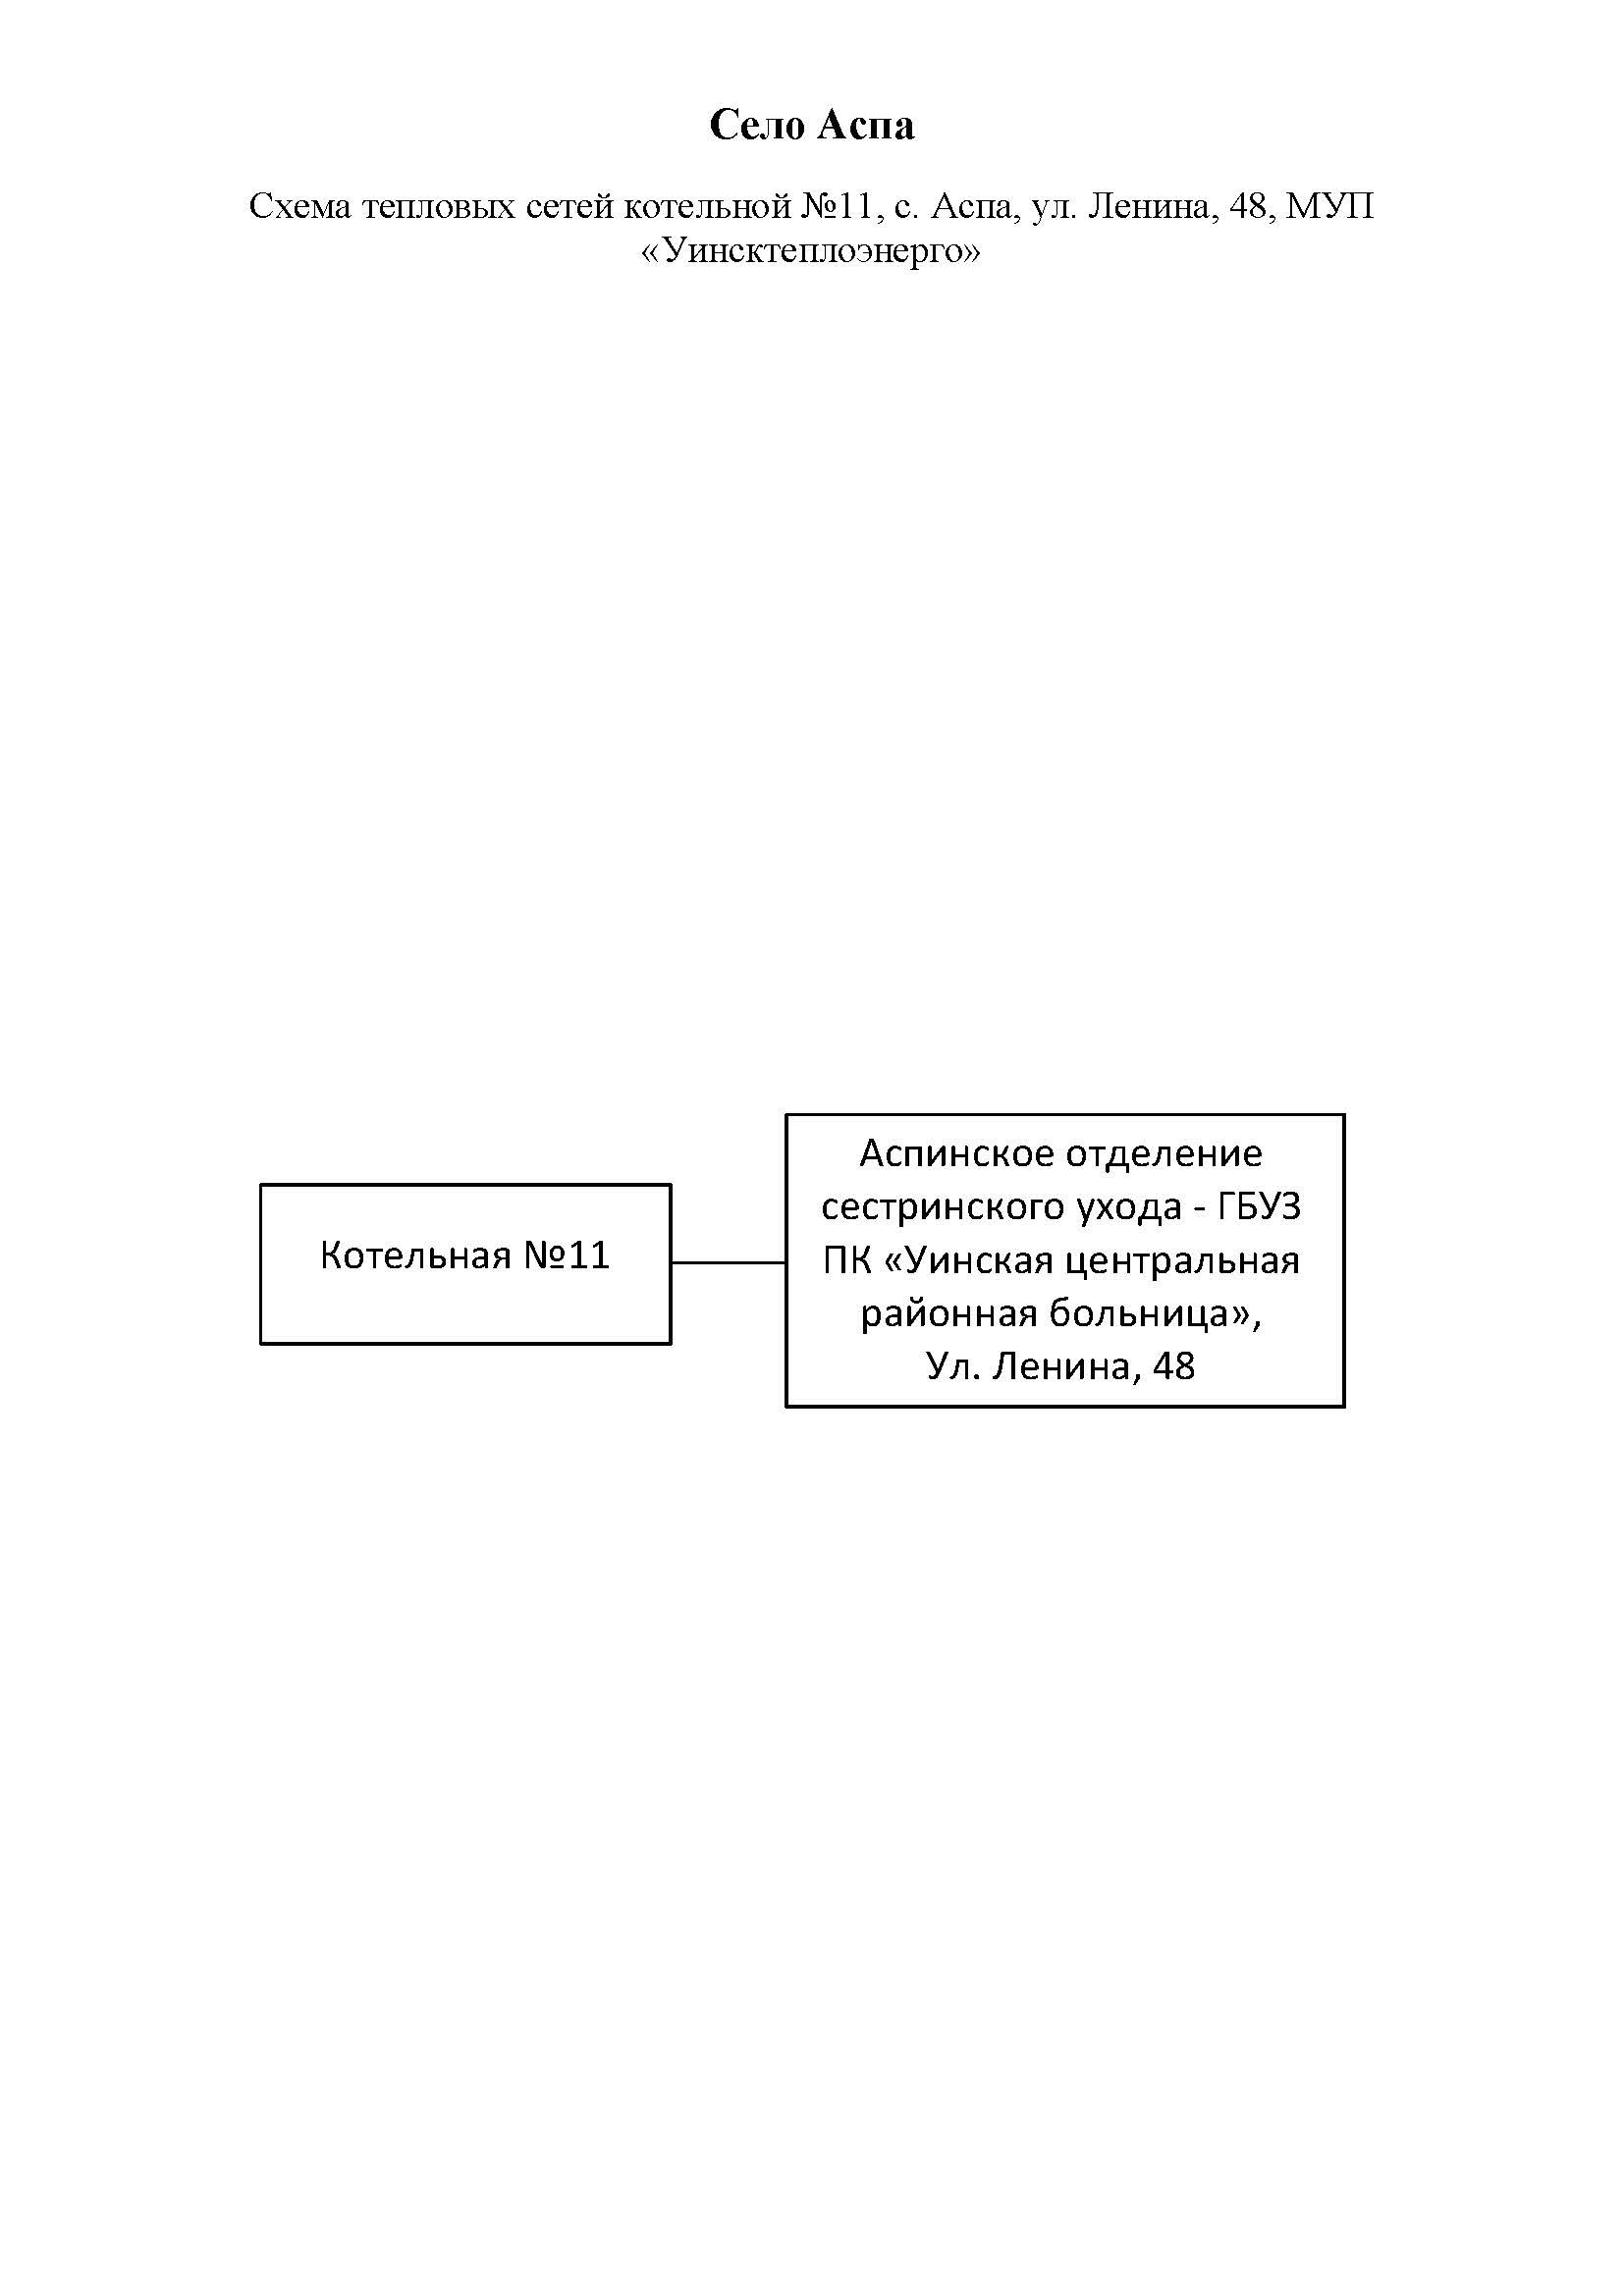 Село Аспа
Схема тепловых сетей котельной №11, с. Аспа, ул. Ленина, 48, МУП
«Уинсктеплоэнерго»
Котельная №11
Аспинское отделение
сестринского ухода - ГБУЗ
ПК «Уинская центральная
районная больница»,
Ул. Ленина, 48